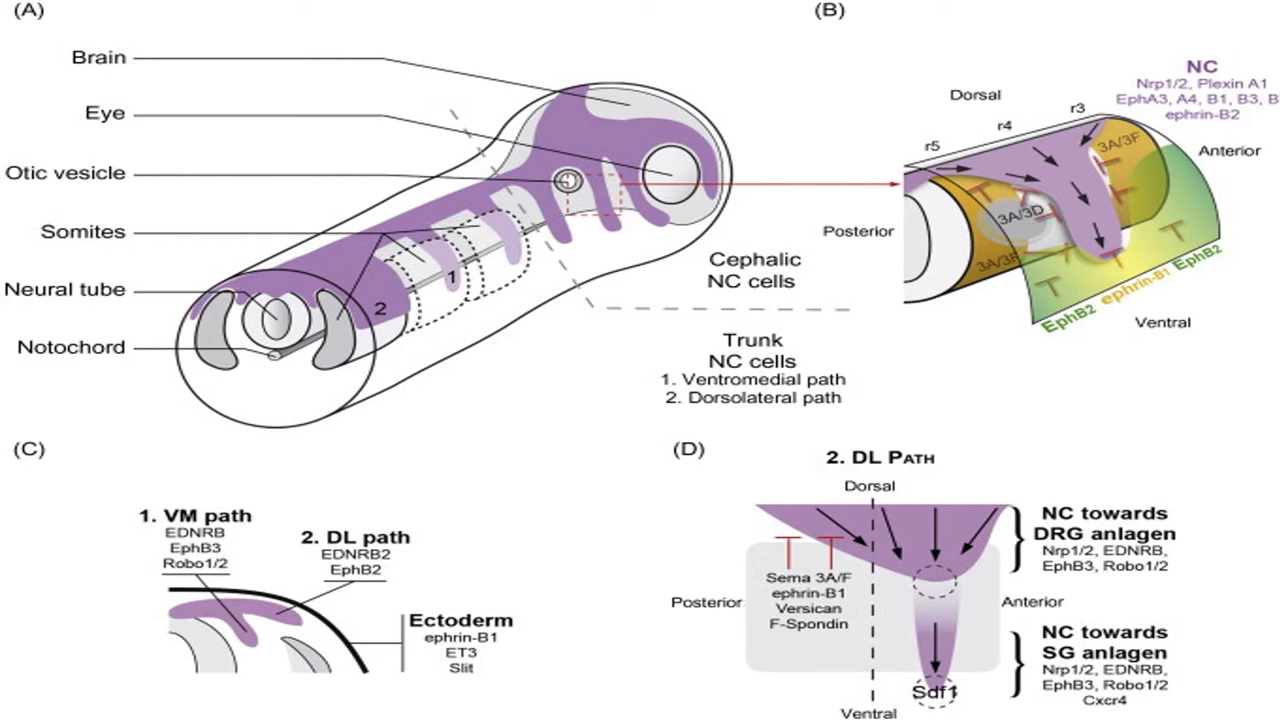 (A)
Brain
Eye
Otic vesicle
Somites
Neural tube
Notochord
1
2
Cephalic
NC cells
Trunk
NC cells
1. Ventromedial path
2. Dorsolateral path
(B)
NC
Nrp1/2, Plexin A1
EphA3, A4, B1, B3, B
ephrin-B2
Dorsal
r3
r4
r5
3A/3F
Anterior
3A/3D
Posterior
3A/3F
EphB2 ephrin-B1 EphB2
Ventral
(C)
1. VM path
EDNRB
EphB3
Robo1/2
2. DL path
EDNRB2
EphB2
Ectoderm
ephrin-B1
ET3
Slit
(D)
2. DL Path
Dorsal
NC towards
DRG anlagen
Nrp1/2, EDNRB,
EphB3, Robo1/2
Sema 3A/F
ephrin-B1
Versican
F-Spondin
Posterior
Anterior
NC towards
SG anlagen
Nrp1/2, EDNRB,
EphB3, Robo1/2
Cxcr4
Sdf1
Ventral